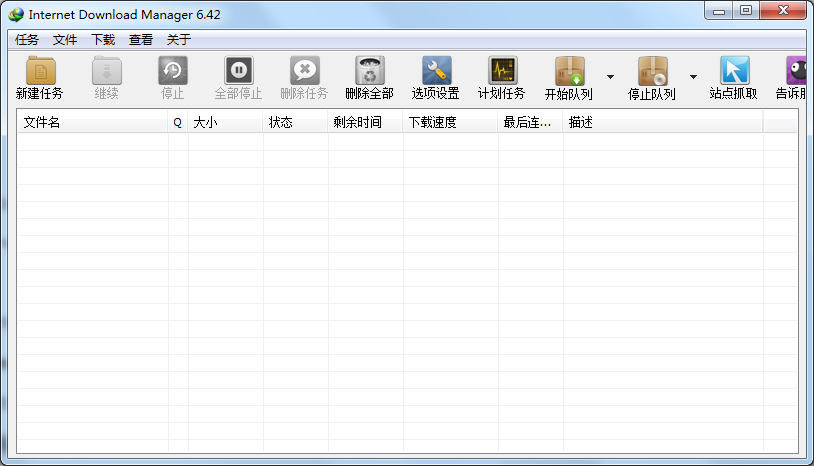 Internet Download Manager 6.42
任务 文件 下载 查看 关于
新建任务 继续 停止 全部停止 删除任务 删除全部 选项设置 计划任务 开始队列 停止队列 站点抓取 告诉朋
文件名 Q 大小 状态 剩余时间 下载速度 最后连... 描述